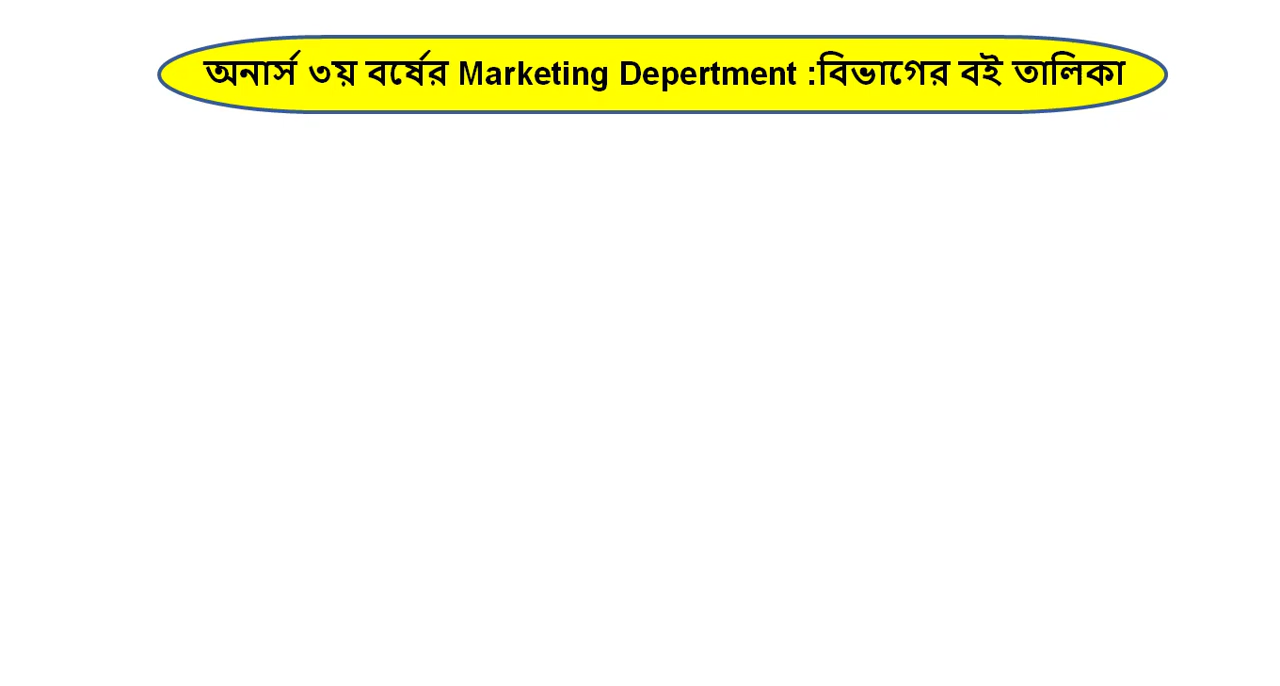 অনার্স ৩য় বর্ষের Marketing Depertment :বিভাগের বই তালিকা